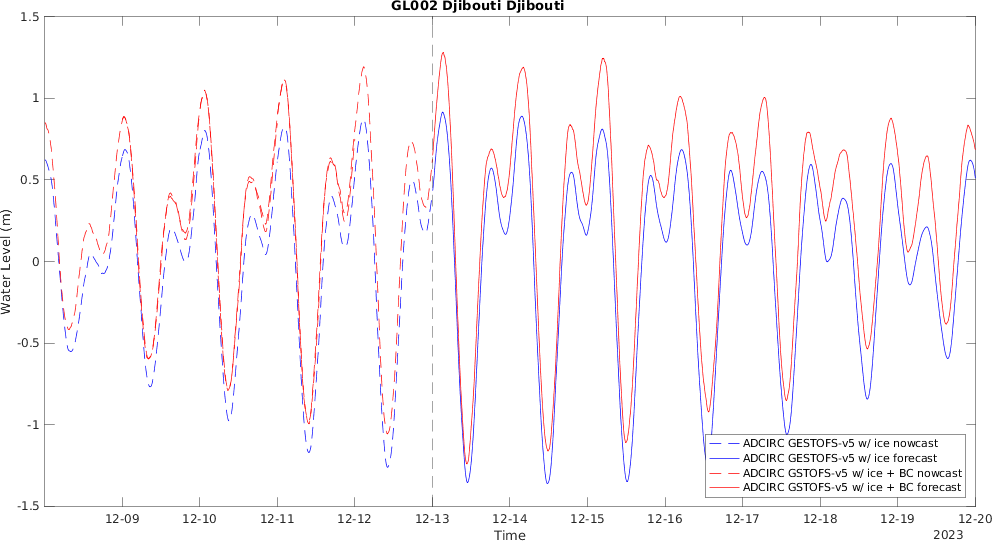 GL002 Djibouti Djibouti
1.5
1
0.5
0
-0.5
-1
-1.5
Water Level (m)
12-09 12-10 12-11 12-12 12-13 12-14 12-15 12-16 12-17 12-18 12-19 12-20
Time
2023
ADCIRC GESTOFS-v5 w/ ice nowcast
ADCIRC GESTOFS-v5 w/ ice forecast
ADCIRC GSTOFS-v5 w/ ice + BC nowcast
ADCIRC GSTOFS-v5 w/ ice + BC forecast